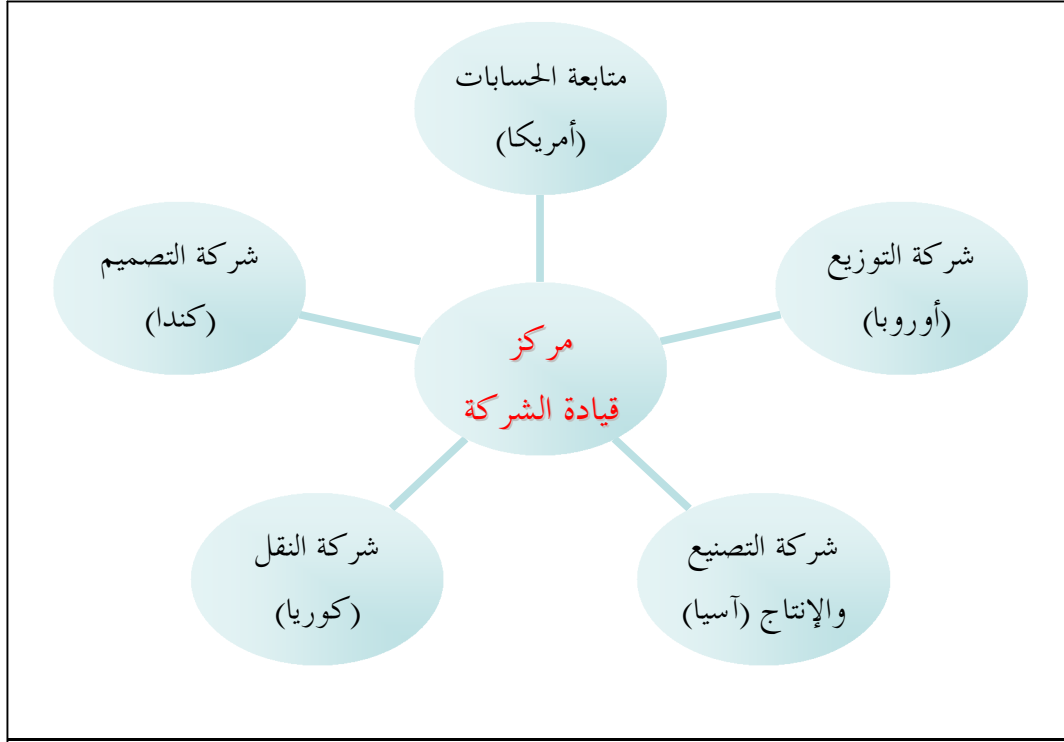 متابعة الحسابات
(أمريكا)
شركة التوزيع
(أوروبا)
شركة التصميم
(كندا)
مركز
قيادة الشركة
شركة التصنيع
والإنتاج (آسيا)
شركة النقل
(كوريا)